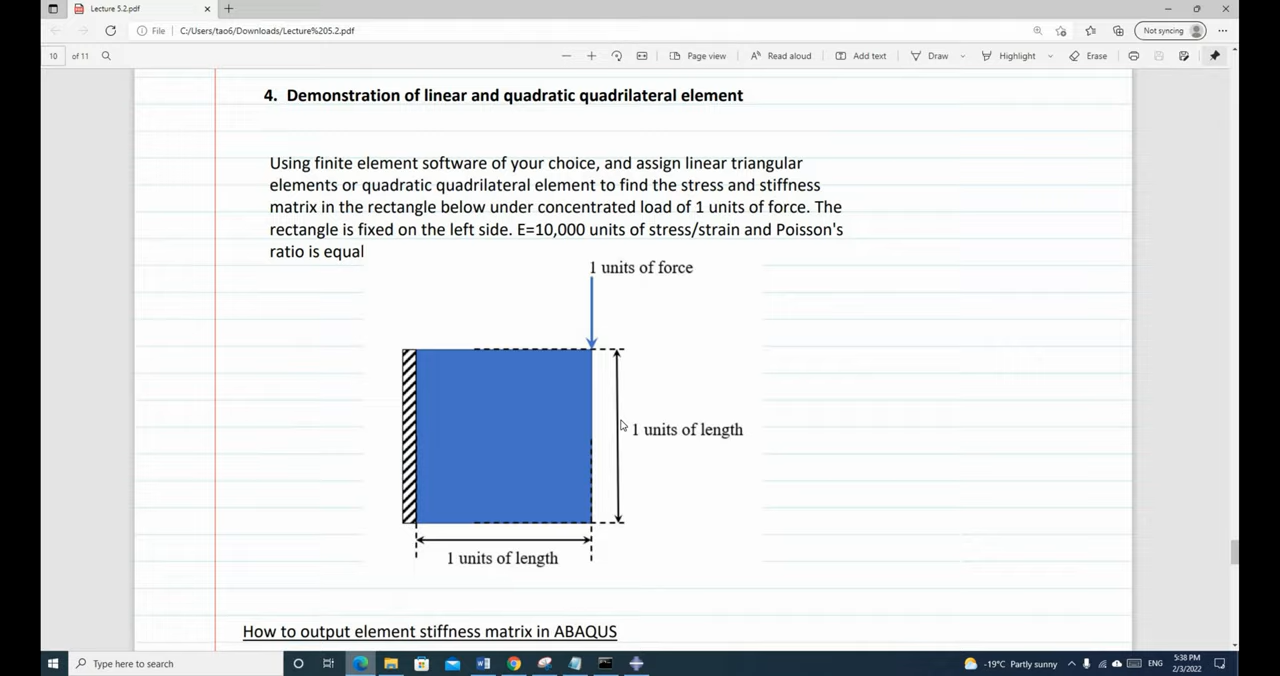 Lecture 5.2.pdf
File C:/Users/tao6/Downloads/Lecture%205.2.pdf Not syncing
10 of 11 Page view Read aloud Add text Draw Highlight Erase
4. Demonstration of linear and quadratic quadrilateral element
Using finite element software of your choice, and assign linear triangular
elements or quadratic quadrilateral element to find the stress and stiffness
matrix in the rectangle below under concentrated load of 1 units of force. The
rectangle is fixed on the left side. E=10,000 units of stress/strain and Poisson's
ratio is equal
1 units of force
1 units of length
1 units of length
How to output element stiffness matrix in ABAQUS
Type here to search -19°C Partly sunny ENG 5:38 PM
2/3/2022